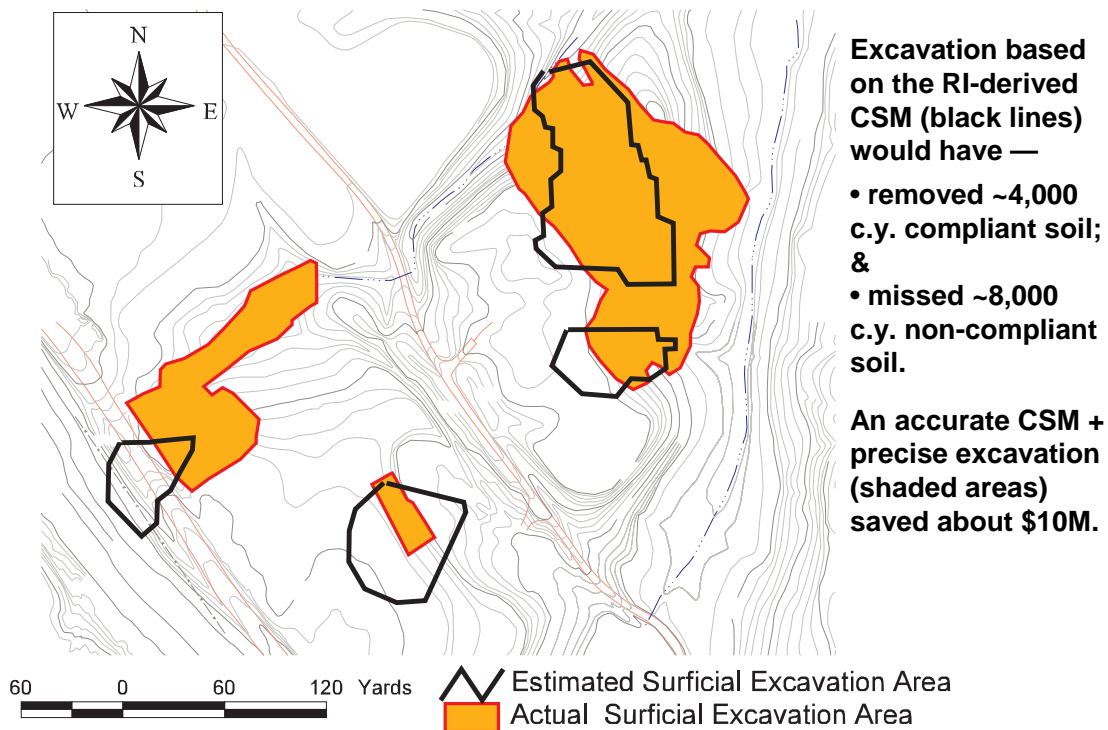 N
W E
S
Excavation based
on the RI-derived
CSM (black lines)
would have —
• removed ~4,000
c.y. compliant soil;
&
• missed ~8,000
c.y. non-compliant
soil.
An accurate CSM +
precise excavation
(shaded areas)
saved about $10M.
60 0 60 120 Yards
Estimated Surficial Excavation Area
Actual Surficial Excavation Area